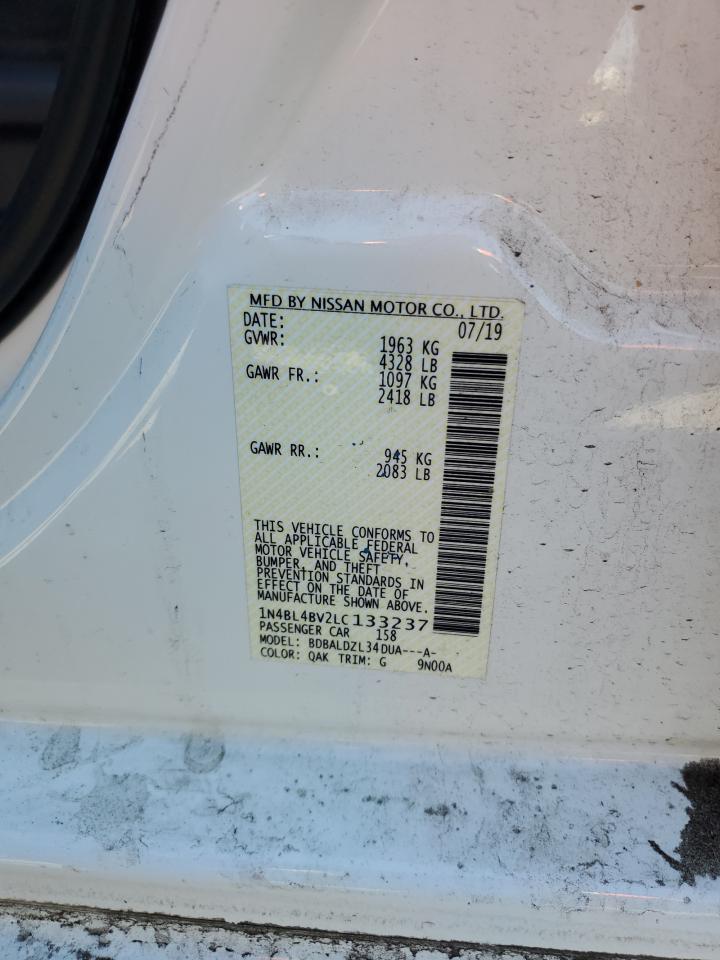 MFD BY NISSAN MOTOR CO., LTD.
DATE: 07/19
GVWR: 1963 KG
4328 LB
GAWR FR.: 1097 KG
2418 LB
GAWR RR.: 945 KG
2083 LB
THIS VEHICLE CONFORMS TO
ALL APPLICABLE FEDERAL
MOTOR VEHICLE SAFETY,
BUMPER, AND THEFT
PREVENTION STANDARDS IN
EFFECT ON THE DATE OF
MANUFACTURE SHOWN ABOVE.
1N4BL4BV2LC133237
PASSENGER CAR 158
MODEL: BDBALDZL34DUA---A-
COLOR: QAK TRIM: G 9N00A